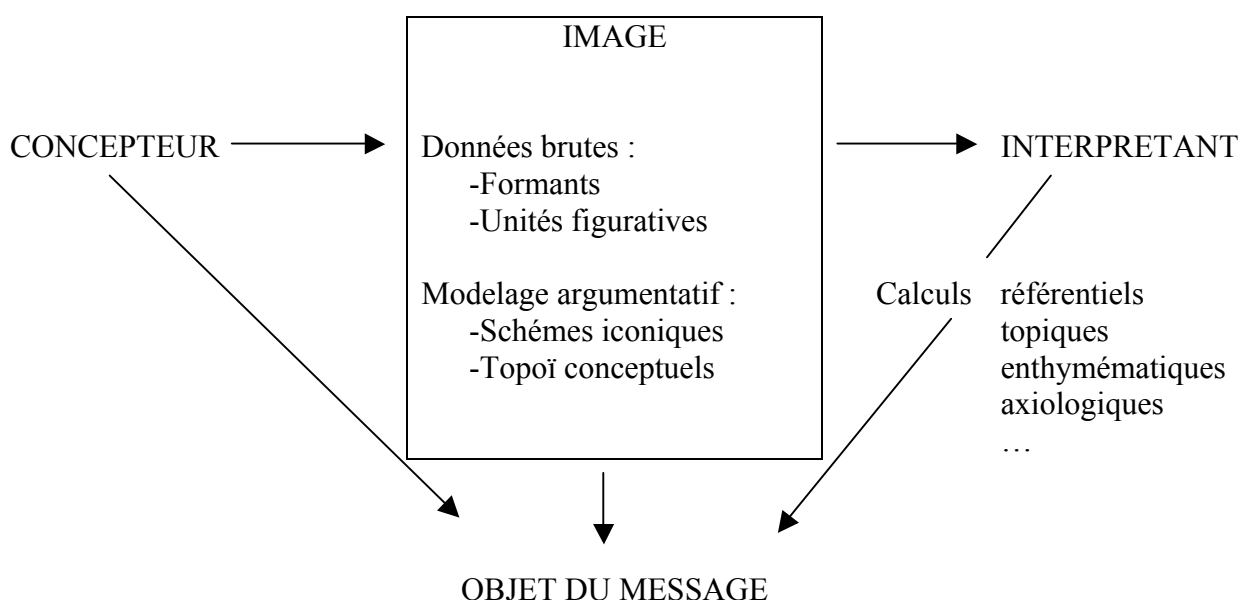 IMAGE
CONCEPTEUR
Données brutes :
-Formants
-Unités figuratives
Modelage argumentatif :
-Schémes iconiques
-Topoï conceptuels
INTERPRETANT
Calculs référentiels
topiques
enthymématiques
axiologiques
…
OBJET DU MESSAGE